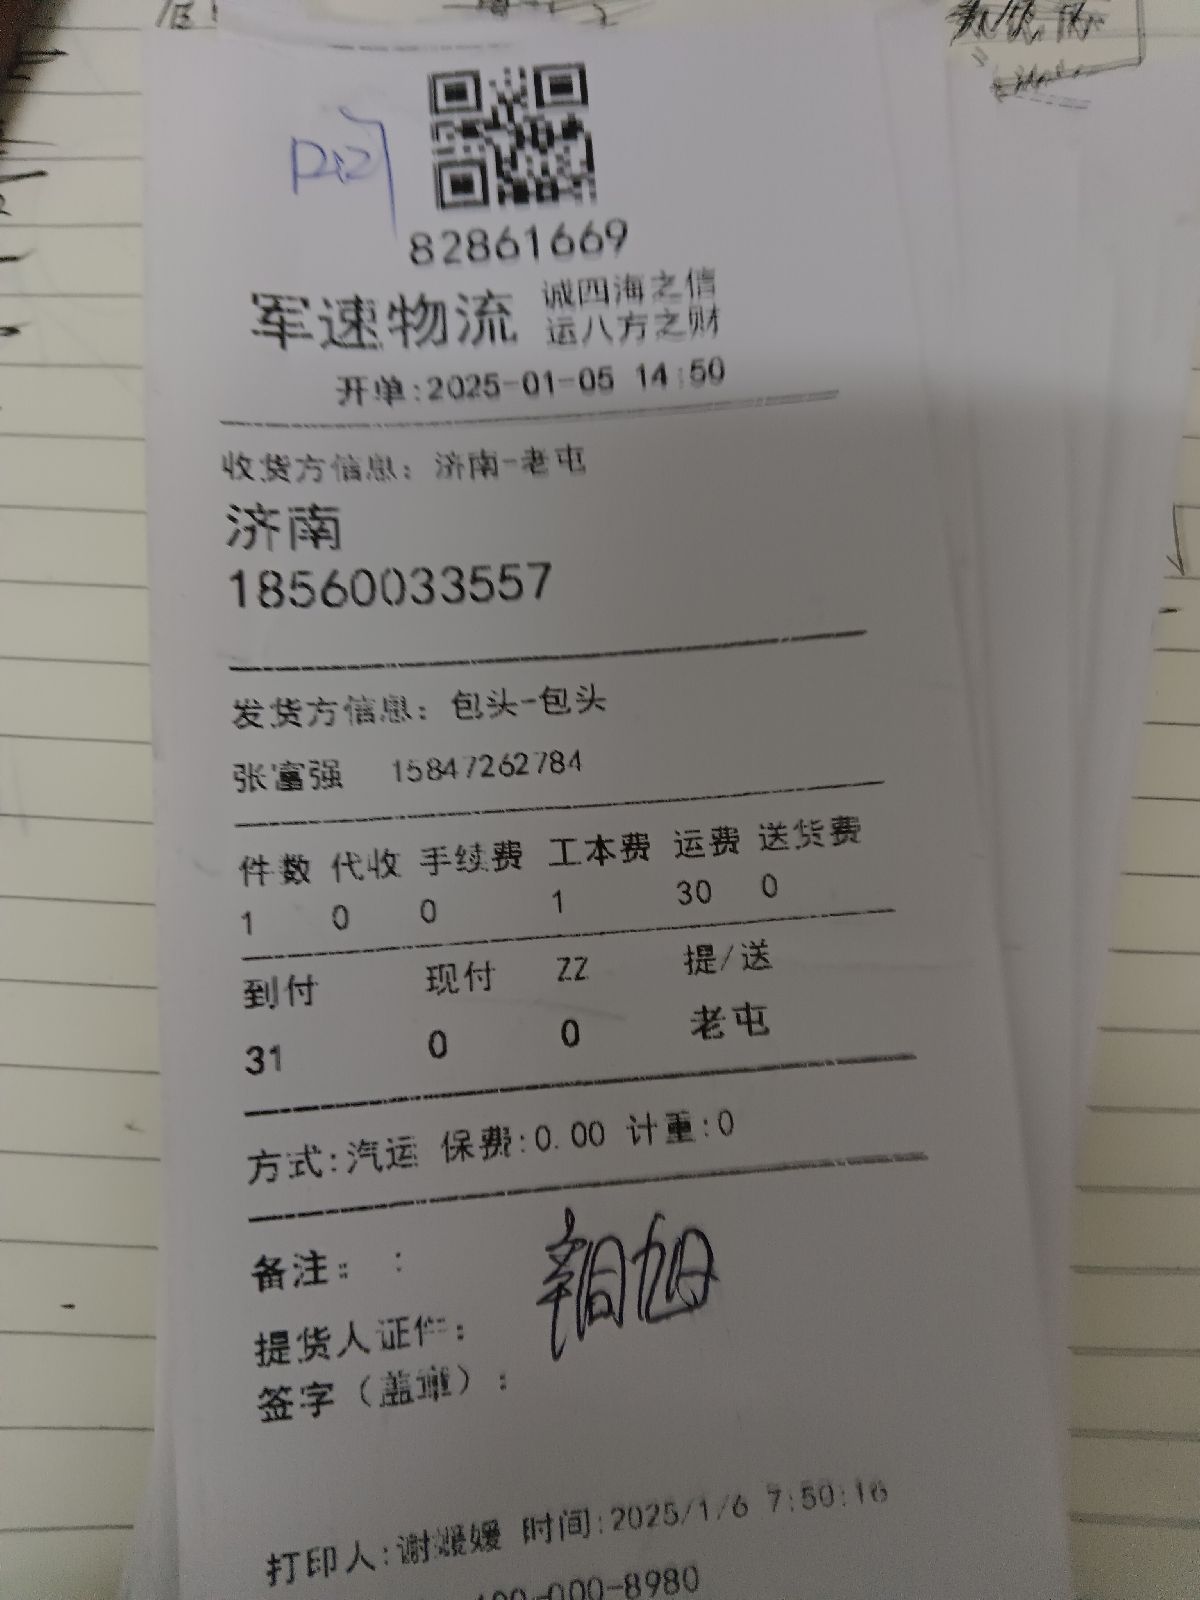 82861669
军速物流 诚四海之信
运八方之财
开单:2025-01-05 14:50
收货方信息: 济南-老屯
济南
18560033557
发货方信息: 包头-包头
张富强 15847262784
件数 代收 手续费 工本费 运费 送货费
1 0 0 1 30 0
到付 现付 ZZ 提/送
31 0 0 老屯
方式:汽运 保费:0.00 计重:0
备注: :
提货人证件:
签字（盖章）:
打印人:谢媛媛 时间:2025/1/6 7:50:16
400-000-8980